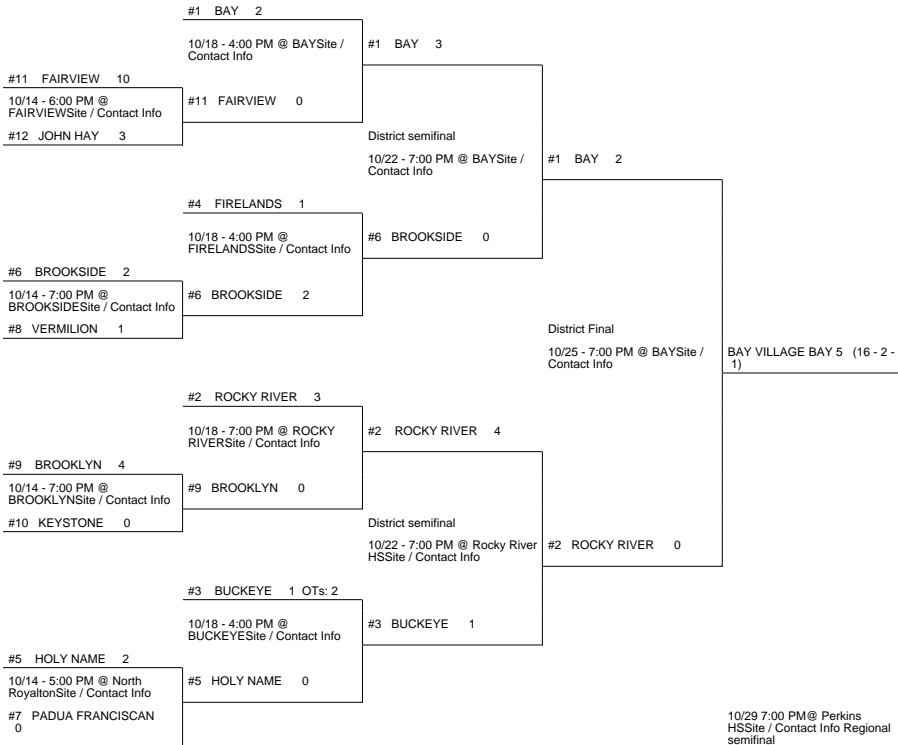 #1 BAY 2
10/18 - 4:00 PM @ BAYSite /
Contact Info
#1 BAY 3
#11 FAIRVIEW 10
10/14 - 6:00 PM @
FAIRVIEWSite / Contact Info
#11 FAIRVIEW 0
#12 JOHN HAY 3
District semifinal
10/22 - 7:00 PM @ BAYSite /
Contact Info
#1 BAY 2
#4 FIRELANDS 1
10/18 - 4:00 PM @
FIRELANDSSite / Contact Info
#6 BROOKSIDE 0
#6 BROOKSIDE 2
10/14 - 7:00 PM @
BROOKSIDESite / Contact Info
#6 BROOKSIDE 2
#8 VERMILION 1
District Final
10/25 - 7:00 PM @ BAYSite /
Contact Info
BAY VILLAGE BAY 5 (16 - 2 -
1)
#2 ROCKY RIVER 3
10/18 - 7:00 PM @ ROCKY
RIVERSite / Contact Info
#2 ROCKY RIVER 4
#9 BROOKLYN 4
10/14 - 7:00 PM @
BROOKLYNSite / Contact Info
#9 BROOKLYN 0
#10 KEYSTONE 0
District semifinal
10/22 - 7:00 PM @ Rocky River
HSSite / Contact Info
#2 ROCKY RIVER 0
#3 BUCKEYE 1 OTs: 2
10/18 - 4:00 PM @
BUCKEYESite / Contact Info
#3 BUCKEYE 1
#5 HOLY NAME 2
10/14 - 5:00 PM @ North
RoyaltonSite / Contact Info
#5 HOLY NAME 0
#7 PADUA FRANCISCAN
0
10/29 7:00 PM@ Perkins
HSSite / Contact Info Regional
semifinal